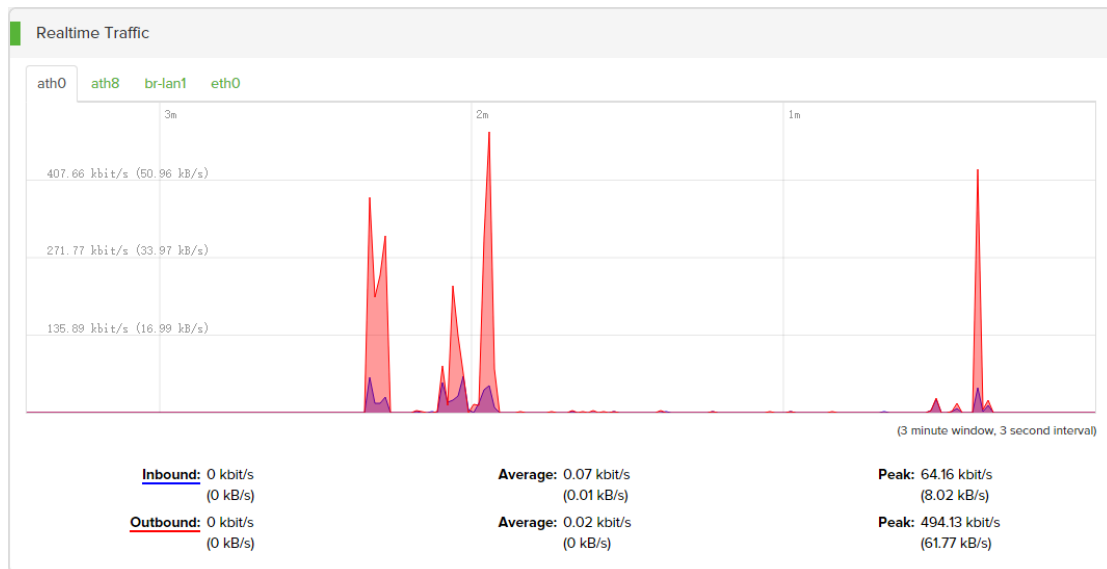 Realtime Traffic
ath0 ath8 br-lan1 eth0
3m 2m 1m
407.66 kbit/s (50.96 kB/s)
271.77 kbit/s (33.97 kB/s)
135.89 kbit/s (16.99 kB/s)
(3 minute window, 3 second interval)
Inbound: 0 kbit/s Average: 0.07 kbit/s Peak: 64.16 kbit/s
(0 kB/s) (0.01 kB/s) (8.02 kB/s)
Outbound: 0 kbit/s Average: 0.02 kbit/s Peak: 494.13 kbit/s
(0 kB/s) (0 kB/s) (61.77 kB/s)